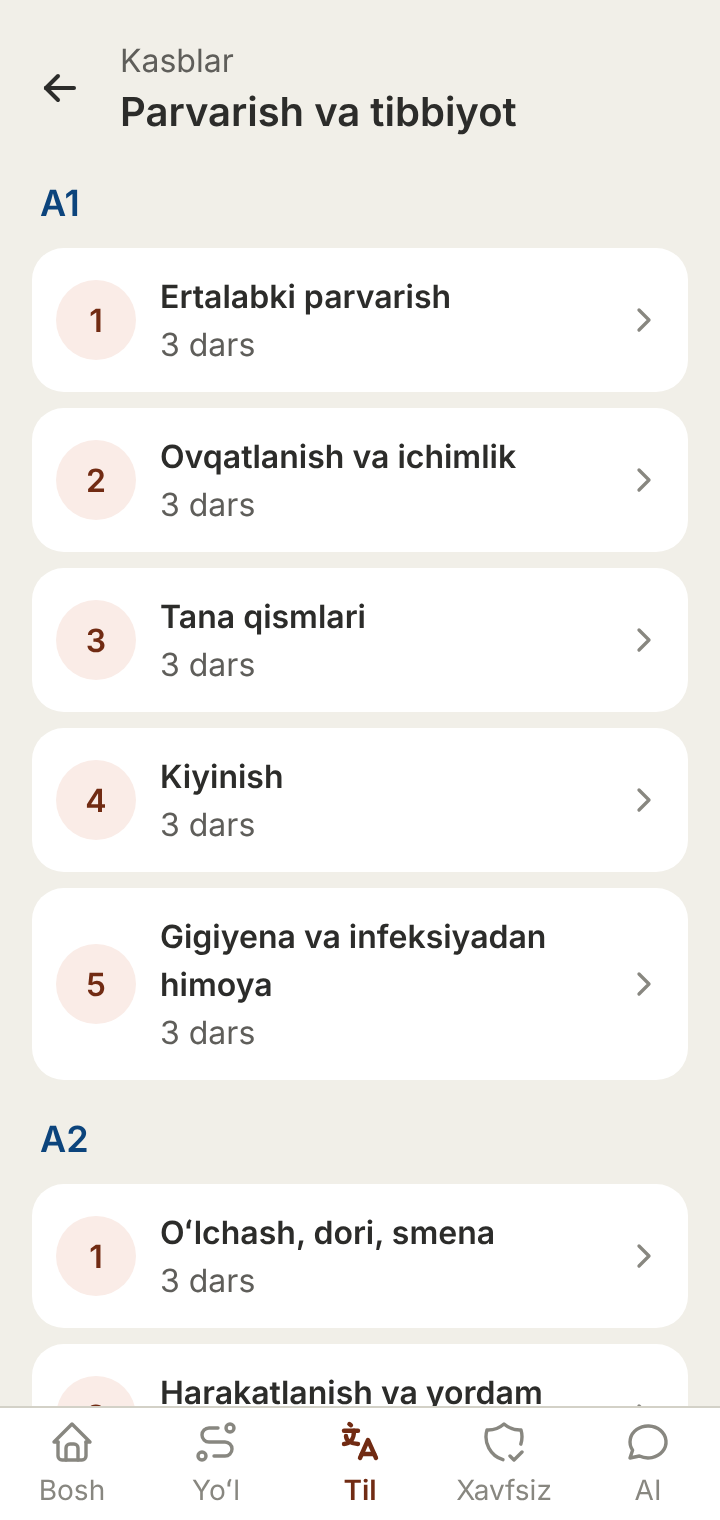 Kasblar
Parvarish va tibbiyot
A1
1
Ertalabki parvarish
3 dars
2
Ovqatlanish va ichimlik
3 dars
3
Tana qismlari
3 dars
4
Kiyinish
3 dars
5
Gigiyena va infeksiyadan
himoya
3 dars
A2
1
Oʻlchash, dori, smena
3 dars
Harakatlanish va yordam
Bosh
Yoʻl
Til
Xavfsiz
AI